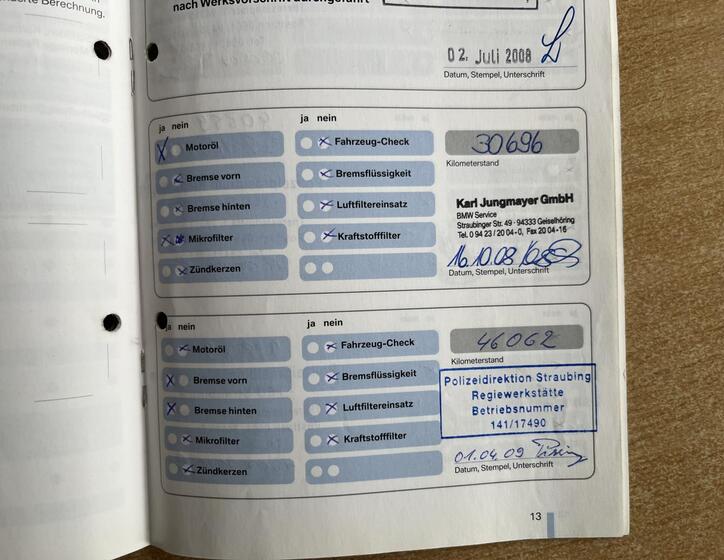 derte Berechnung.
nach Werksvorschrift durchgeführt
02. Juli 2008
Datum, Stempel, Unterschrift
ja nein
Motoröl
Bremse vorn
Bremse hinten
Mikrofilter
Zündkerzen
ja nein
Fahrzeug-Check
Bremsflüssigkeit
Luftfiltereinsatz
Kraftstofffilter
30696
Kilometerstand
Karl Jungmayer GmbH
BMW Service
Straubinger Str. 49 - 94333 Geiselhöring
Tel. 0 94 23 / 20 04-0, Fax 20 04-16
16.10.08
Datum, Stempel, Unterschrift
ja nein
Motoröl
Bremse vorn
Bremse hinten
Mikrofilter
Zündkerzen
ja nein
Fahrzeug-Check
Bremsflüssigkeit
Luftfiltereinsatz
Kraftstofffilter
46062
Kilometerstand
Polizeidirektion Straubing
Regiewerkstätte
Betriebsnummer
141/17490
01.04.09
Datum, Stempel, Unterschrift
13